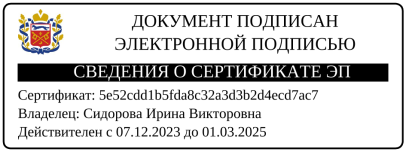 ДОКУМЕНТ ПОДПИСАН
ЭЛЕКТРОННОЙ ПОДПИСЬЮ
СВЕДЕНИЯ О СЕРТИФИКАТЕ ЭП
Сертификат: 5e52cdd1b5fda8c32a3d3b2d4ecd7ac7
Владелец: Сидорова Ирина Викторовна
Действителен с 07.12.2023 до 01.03.2025